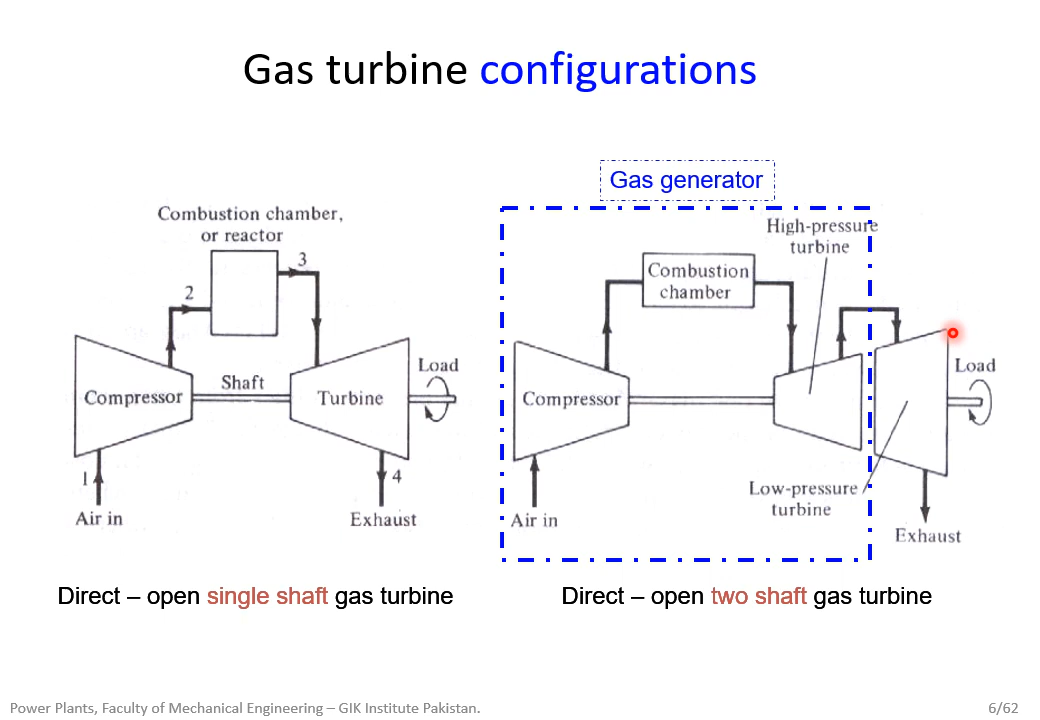 Gas turbine configurations
Combustion chamber,
or reactor
3
2
Compressor
Shaft
Turbine
Load
1
4
Air in
Exhaust
Direct – open single shaft gas turbine
Gas generator
High-pressure
turbine
Combustion
chamber
Compressor
Load
Low-pressure
turbine
Air in
Exhaust
Direct – open two shaft gas turbine
Power Plants, Faculty of Mechanical Engineering – GIK Institute Pakistan.
6/62